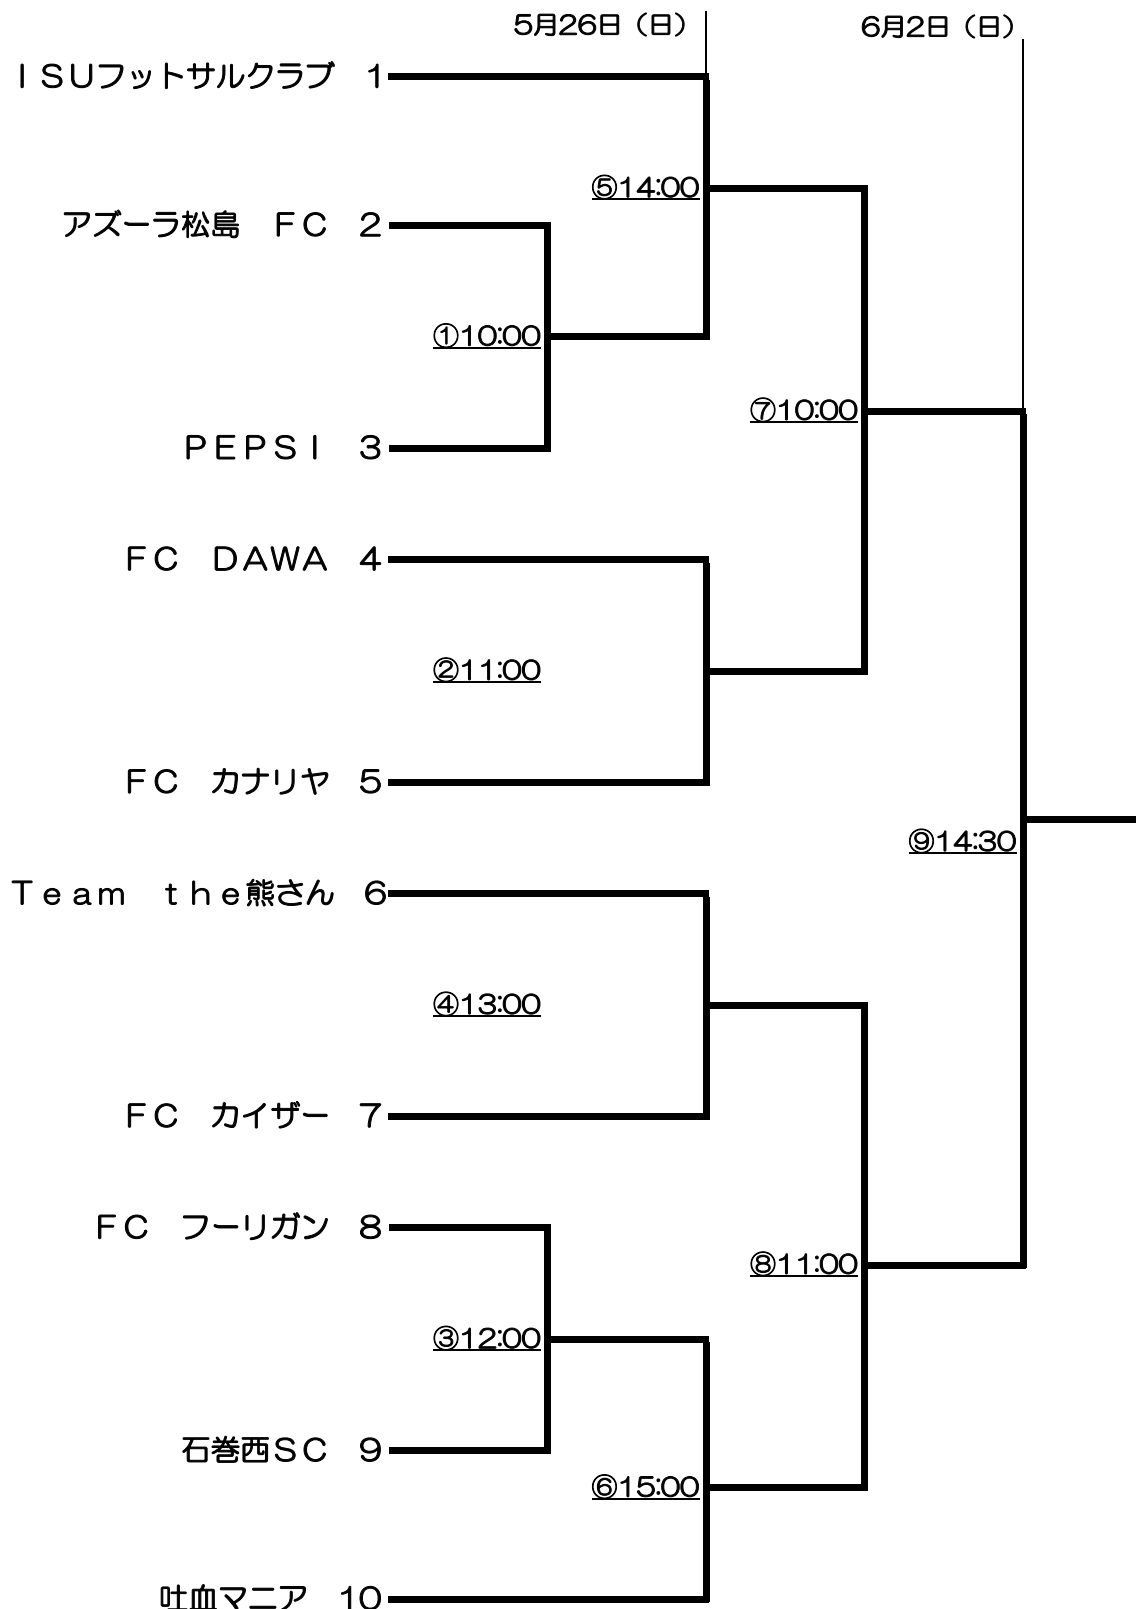 5月26日（日）
6月2日（日）
ＩＳＵフットサルクラブ　1
⑤14:00
アズーラ松島　ＦＣ　2
①10:00
⑦10:00
ＰＥＰＳＩ　3
ＦＣ　ＤＡＷＡ　4
②11:00
ＦＣ　カナリヤ　5
⑨14:30
Ｔｅａｍ　ｔｈｅ熊さん　6
④13:00
ＦＣ　カイザー　7
ＦＣ　フーリガン　8
⑧11:00
③12:00
石巻西ＳＣ　9
⑥15:00
吐血マニア　10